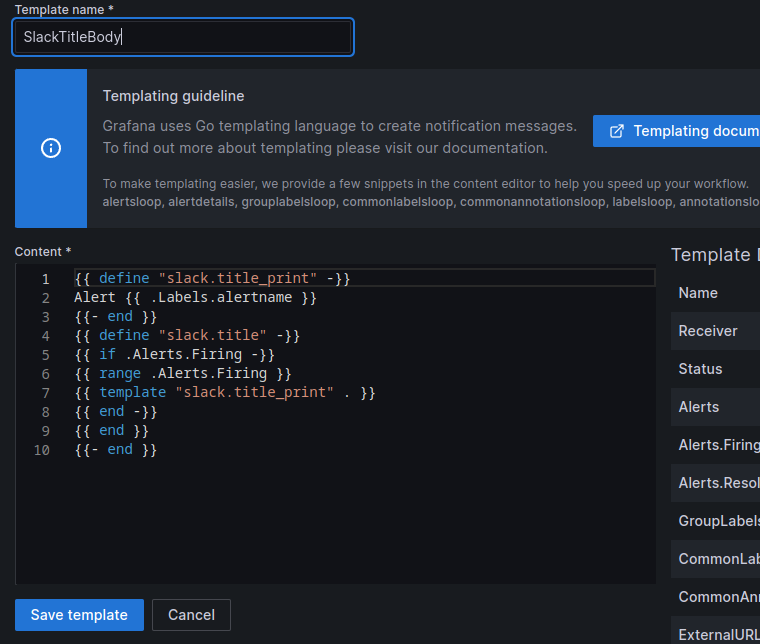 Template name *
SlackTitleBody
Templating guideline
Grafana uses Go templating language to create notification messages.
To find out more about templating please visit our documentation.
Templating docum
To make templating easier, we provide a few snippets in the content editor to help you speed up your workflow.
alertsloop, alertdetails, grouplabelsloop, commonlabelsloop, commonannotationsloop, labelsloop, annotationslo
Content *
1 {{ define "slack.title_print" -}}
2 Alert {{ .Labels.alertname }}
3 {{- end }}
4 {{ define "slack.title" -}}
5 {{ if .Alerts.Firing -}}
6 {{ range .Alerts.Firing }}
7 {{ template "slack.title_print" . }}
8 {{ end -}}
9 {{ end }}
10 {{- end }}
Template
Name
Receiver
Status
Alerts
Alerts.Firing
Alerts.Resol
GroupLabels
CommonLab
CommonAnn
ExternalURL
Save template
Cancel